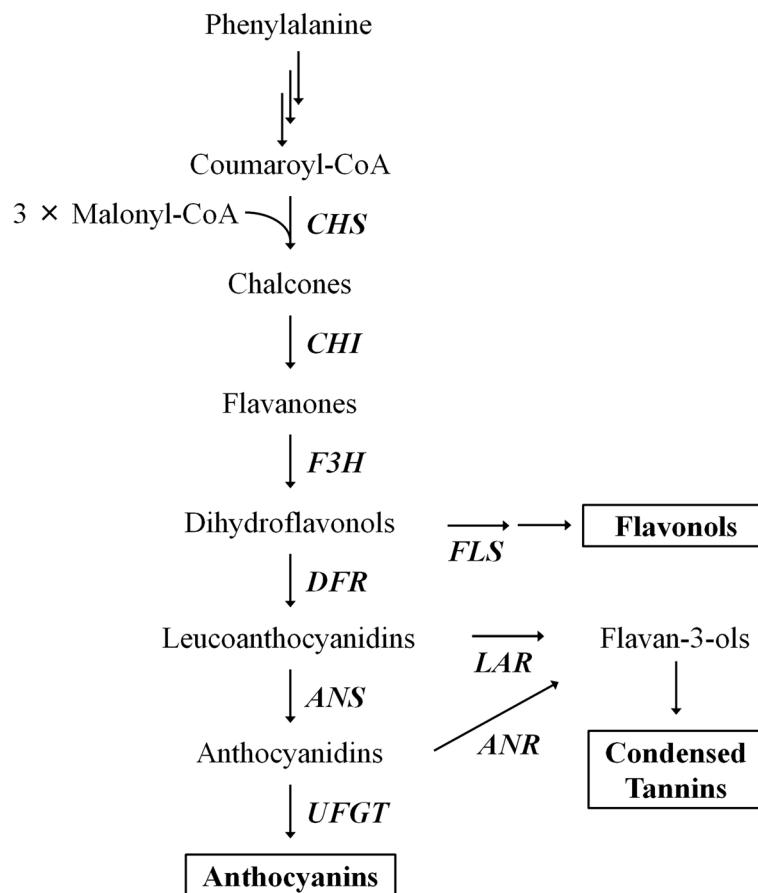 Phenylalanine
Coumaroyl-CoA
3 × Malonyl-CoA
CHS
Chalcones
CHI
Flavanones
F3H
Dihydroflavonols
FLS
Flavonols
DFR
Leucoanthocyanidins
LAR
Flavan-3-ols
ANS
Anthocyanidins
ANR
Condensed
Tannins
UFGT
Anthocyanins